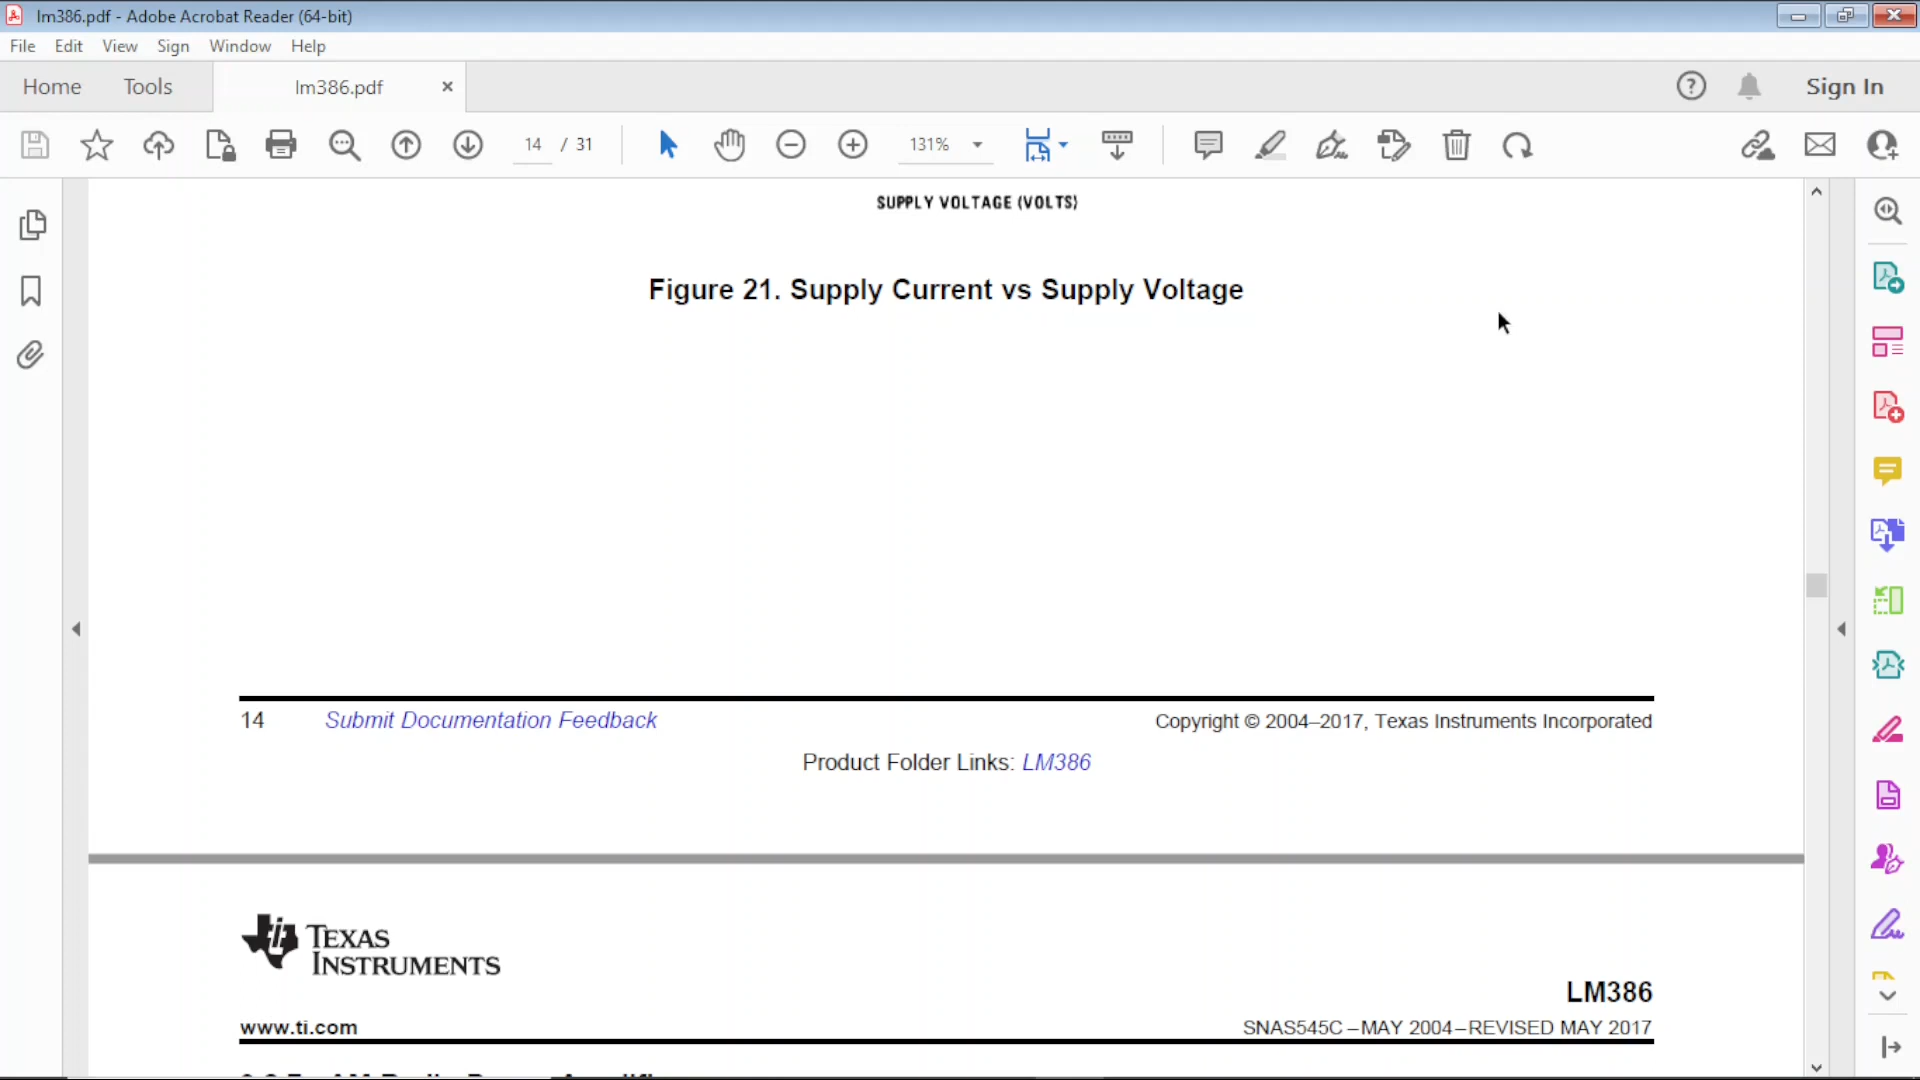 lm386.pdf - Adobe Acrobat Reader (64-bit)
File Edit View Sign Window Help
Home Tools lm386.pdf Sign In
14 / 31 131%
SUPPLY VOLTAGE (VOLTS)
Figure 21. Supply Current vs Supply Voltage
14 Submit Documentation Feedback Copyright © 2004–2017, Texas Instruments Incorporated
Product Folder Links: LM386
TEXAS
INSTRUMENTS
LM386
www.ti.com SNAS545C –MAY 2004–REVISED MAY 2017